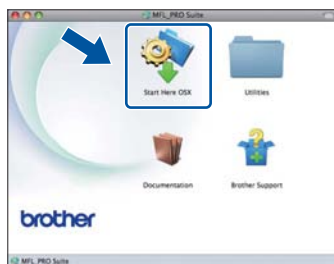 MFL_PRO Suite
Start Here OSX
Utilities
Documentation
Brother Support
brother
MFL_PRO Suite